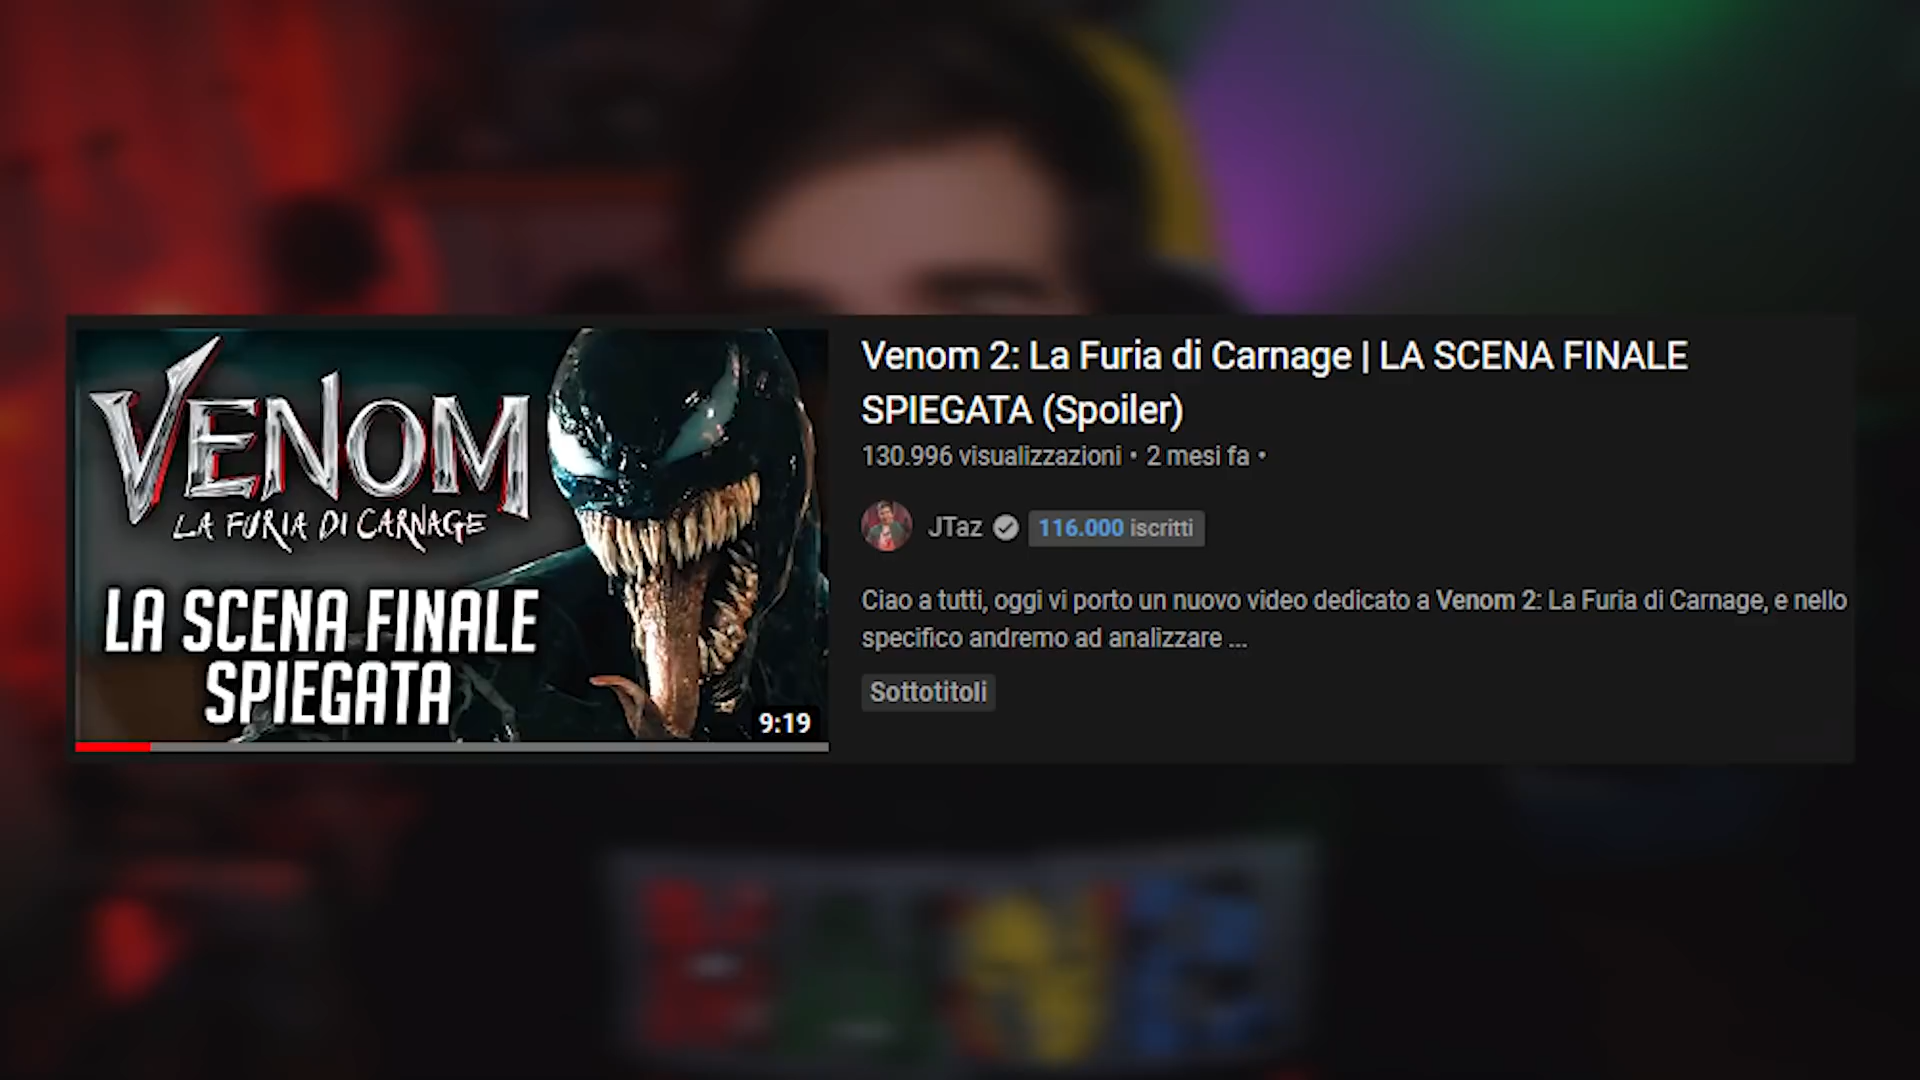 VENOM
LA FURIA DI CARNAGE
LA SCENA FINALE
SPIEGATA
9:19
Venom 2: La Furia di Carnage | LA SCENA FINALE
SPIEGATA (Spoiler)
130.996 visualizzazioni • 2 mesi fa •
JTaz 116.000 iscritti
Ciao a tutti, oggi vi porto un nuovo video dedicato a Venom 2: La Furia di Carnage, e nello
specifico andremo ad analizzare ...
Sottotitoli